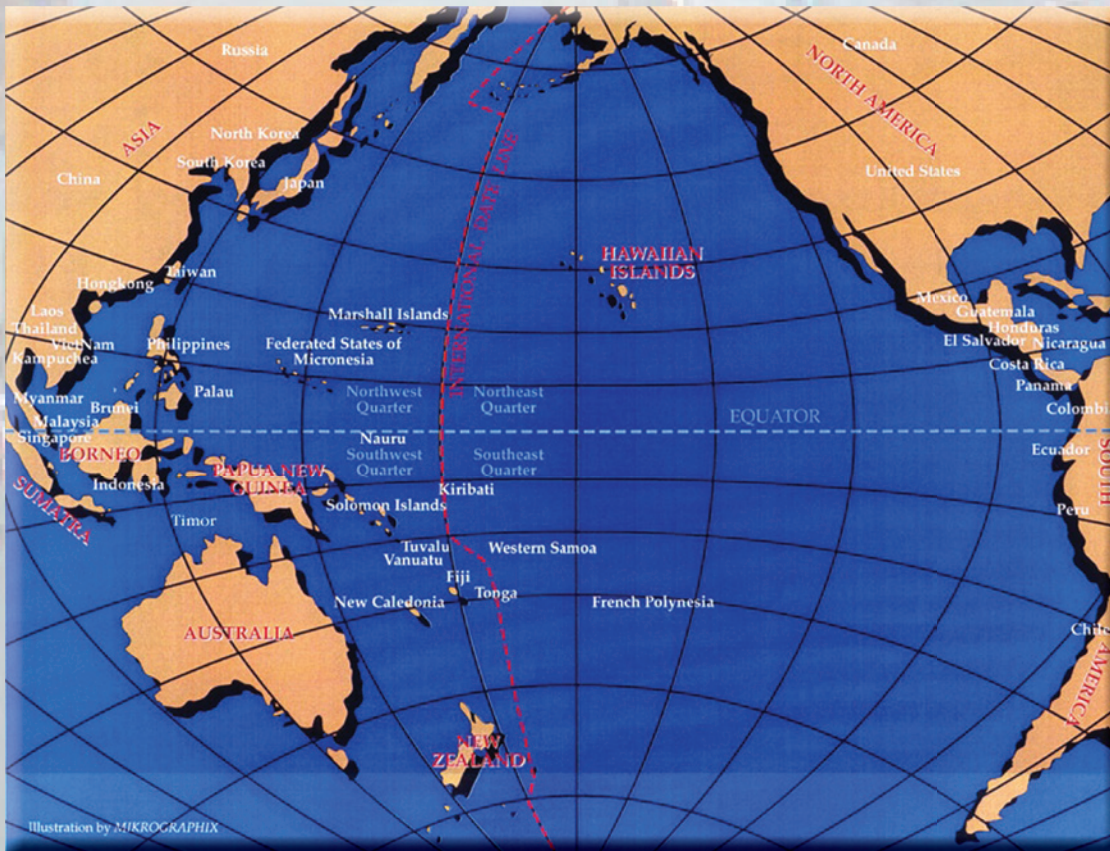 Russia
Canada
NORTH AMERICA
ASIA
North Korea
South Korea
Japan
China
United States
INTERNATIONAL DATE LINE
HAWAIIAN
ISLANDS
Taiwan
Hongkong
Laos
Thailand
VietNam
Kampuchea
Philippines
Marshall Islands
Federated States of
Micronesia
Mexico
Guatemala
Honduras
El Salvador
Nicaragua
Costa Rica
Panama
Myanmar
Brunei
Palau
Northwest
Quarter
Northeast
Quarter
Colombi
Malaysia
Singapore
EQUATOR
BORNEO
Nauru
Southwest
Quarter
Southeast
Quarter
Ecuador
SOUTH
AMERICA
PAPUA NEW
GUINEA
Indonesia
SUMATRA
Kiribati
Solomon Islands
Peru
Timor
Tuvalu
Vanuatu
Western Samoa
Fiji
Tonga
New Caledonia
French Polynesia
AUSTRALIA
Chile
NEW
ZEALAND
Illustration by MIKROGRAPHIX